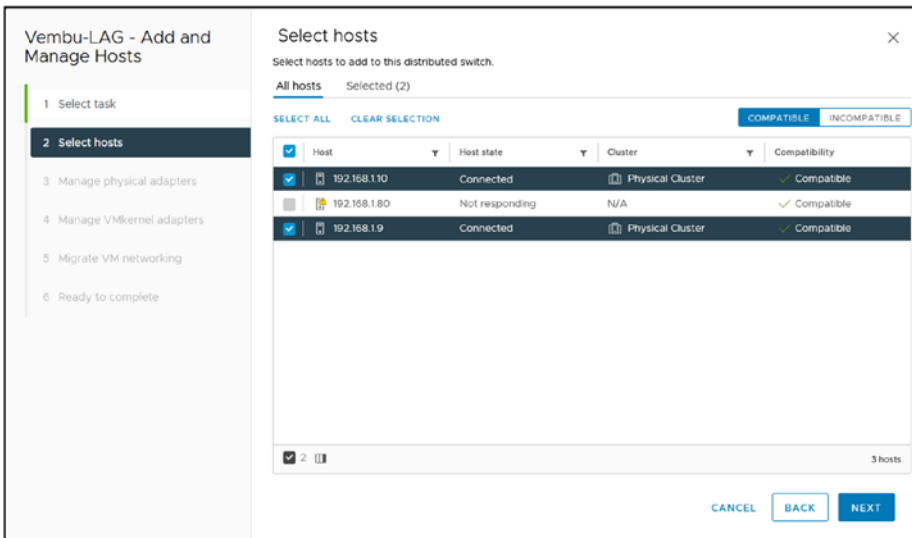 Vembu-LAG - Add and
Manage Hosts
1 Select task
2 Select hosts
3 Manage physical adapters
4 Manage VMkernel adapters
5 Migrate VM networking
6 Ready to complete
Select hosts
Select hosts to add to this distributed switch.
All hosts Selected (2)
SELECT ALL CLEAR SELECTION COMPATIBLE INCOMPATIBLE
Host Host state Cluster Compatibility
192.168.1.10 Connected Physical Cluster Compatible
192.168.1.80 Not responding N/A Compatible
192.168.1.9 Connected Physical Cluster Compatible
2 3 hosts
CANCEL BACK NEXT